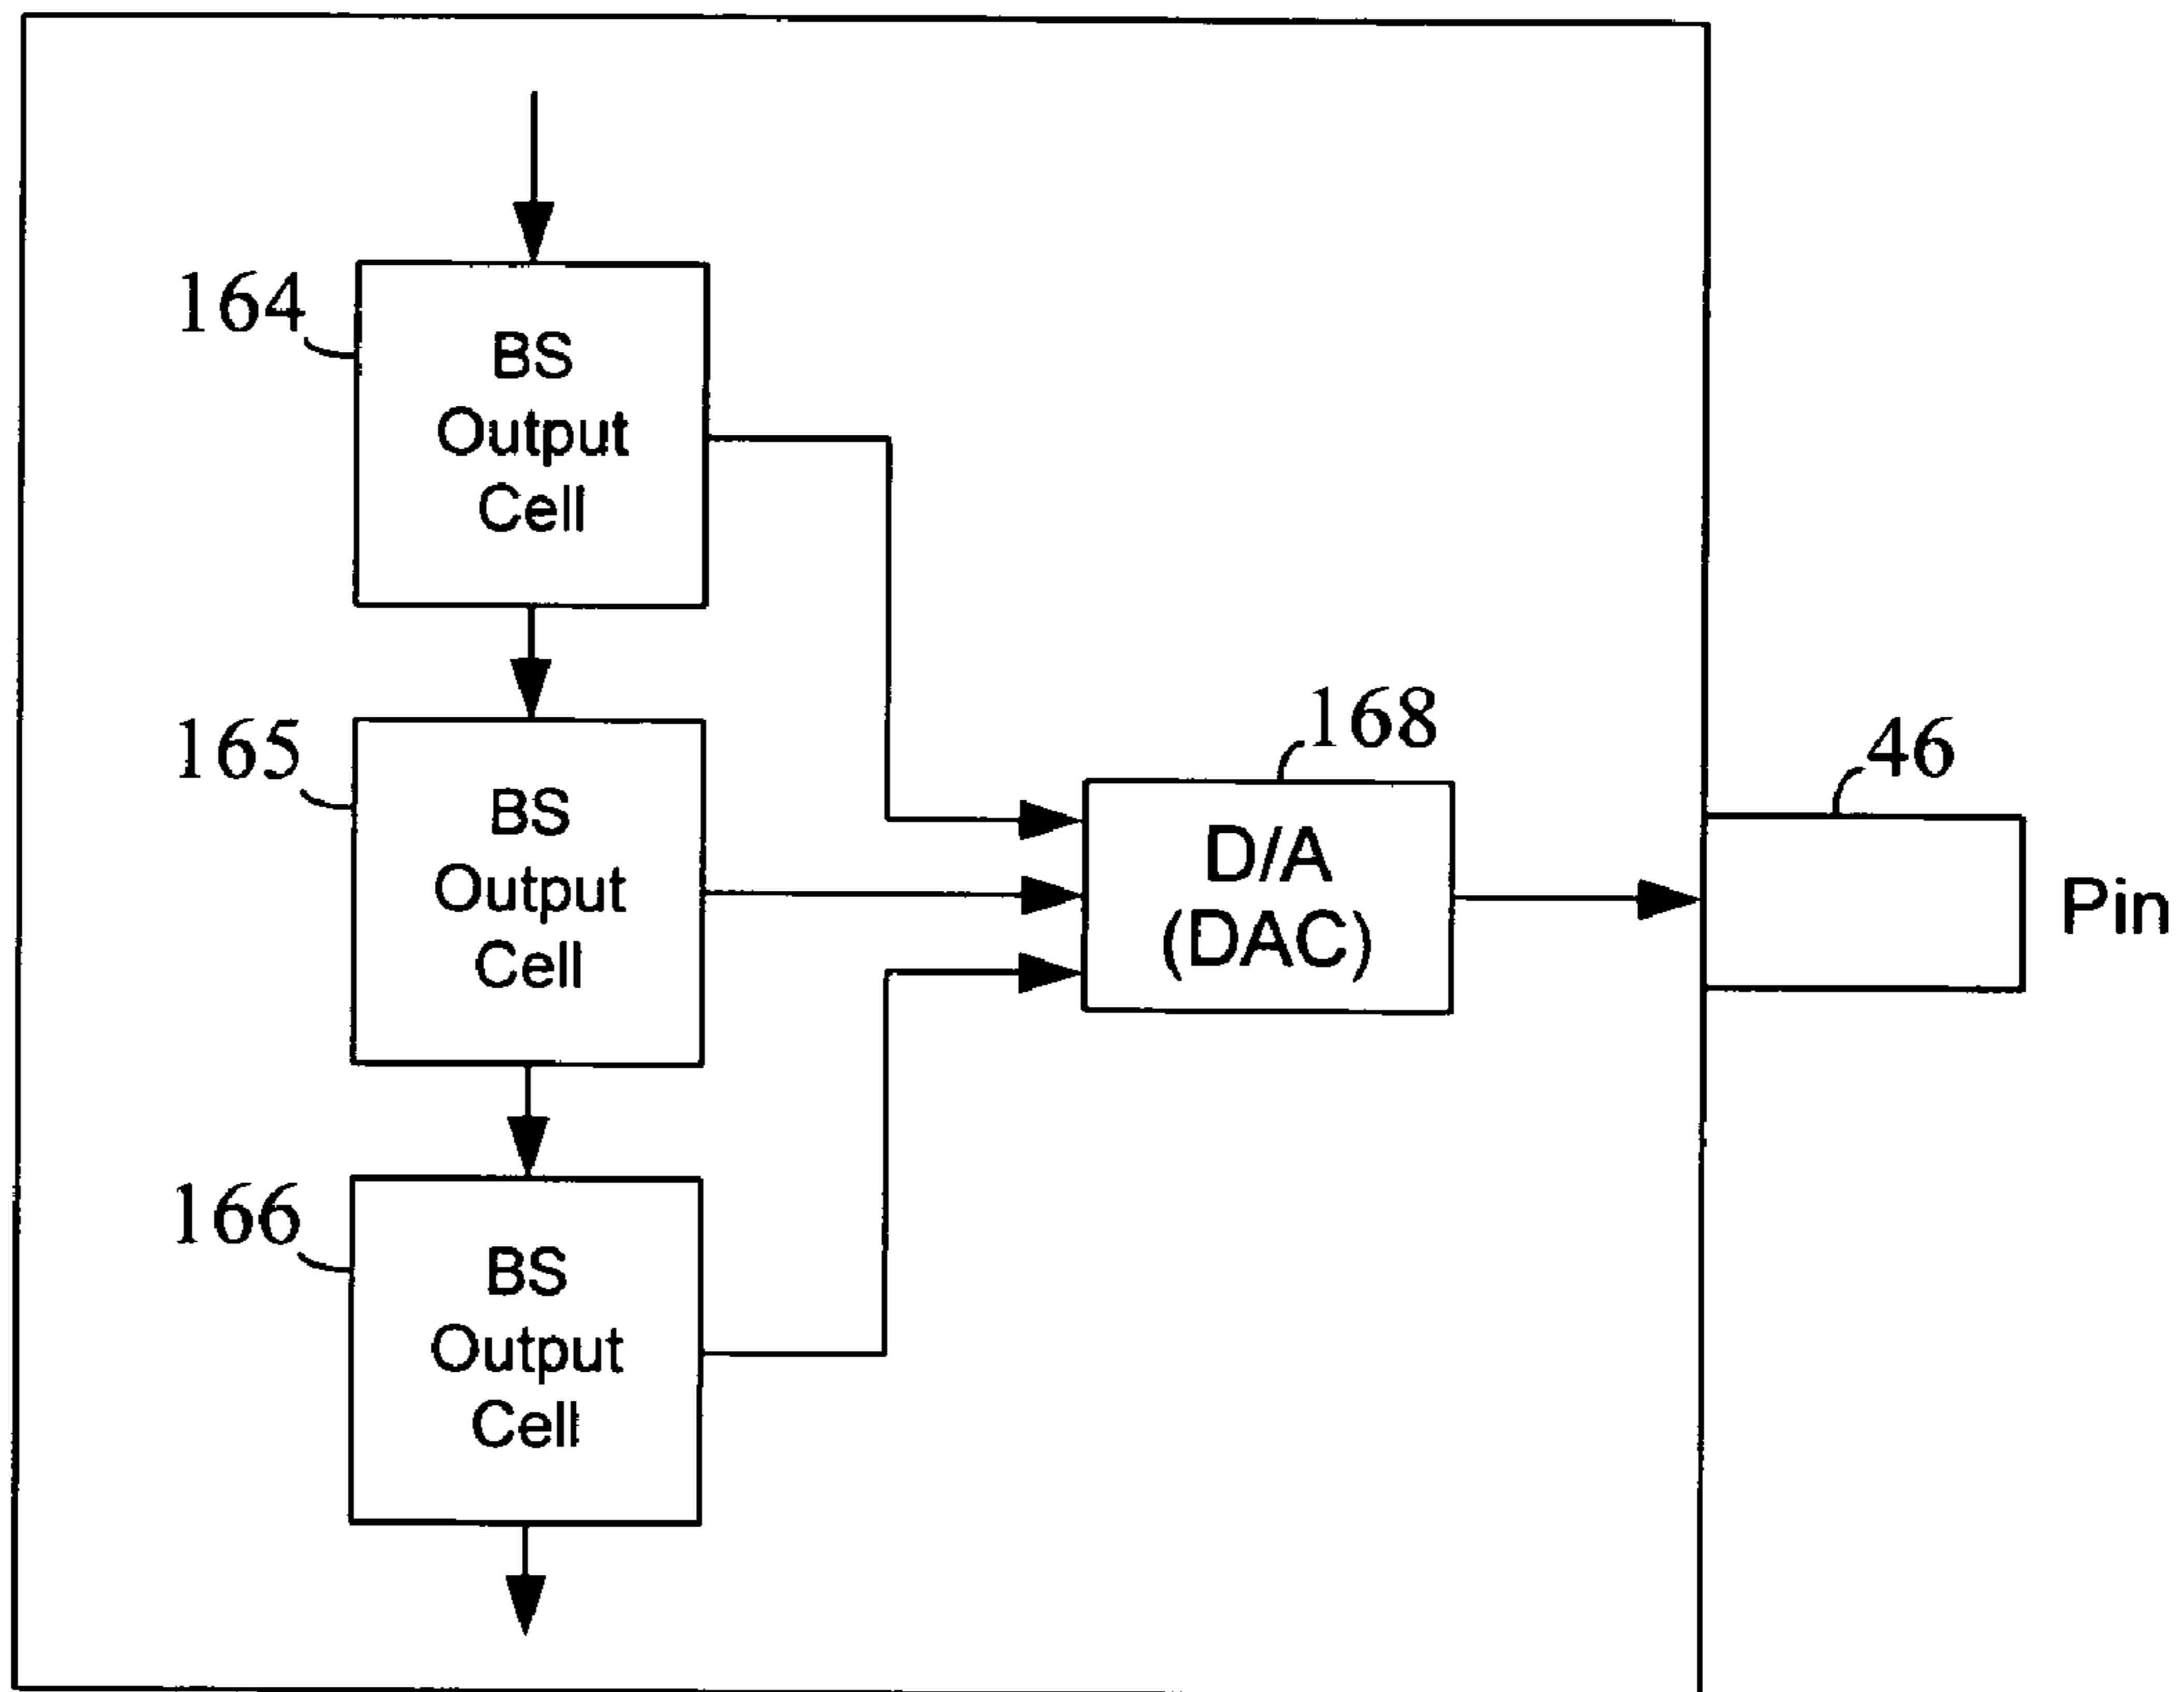 164
BS
Output
Cell
165
BS
Output
Cell
168
D/A
(DAC)
46
Pin
166
BS
Output
Cell